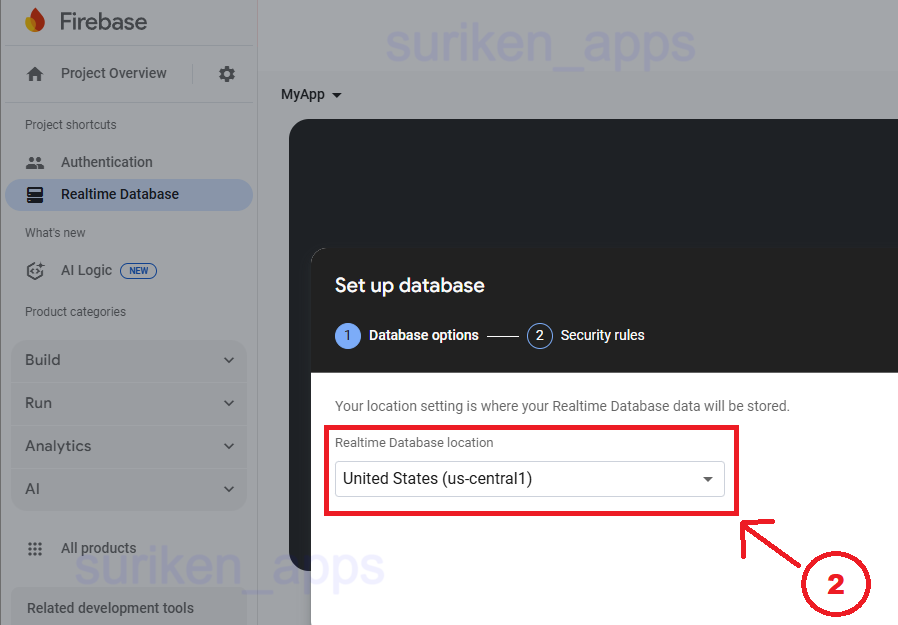 Firebase
suriken_apps
Project Overview
MyApp
Project shortcuts
Authentication
Realtime Database
What's new
AI Logic NEW
Product categories
Build
Run
Analytics
AI
All products
suriken_apps
Related development tools
Set up database
1 Database options
2 Security rules
Your location setting is where your Realtime Database data will be stored.
Realtime Database location
United States (us-central1)
2